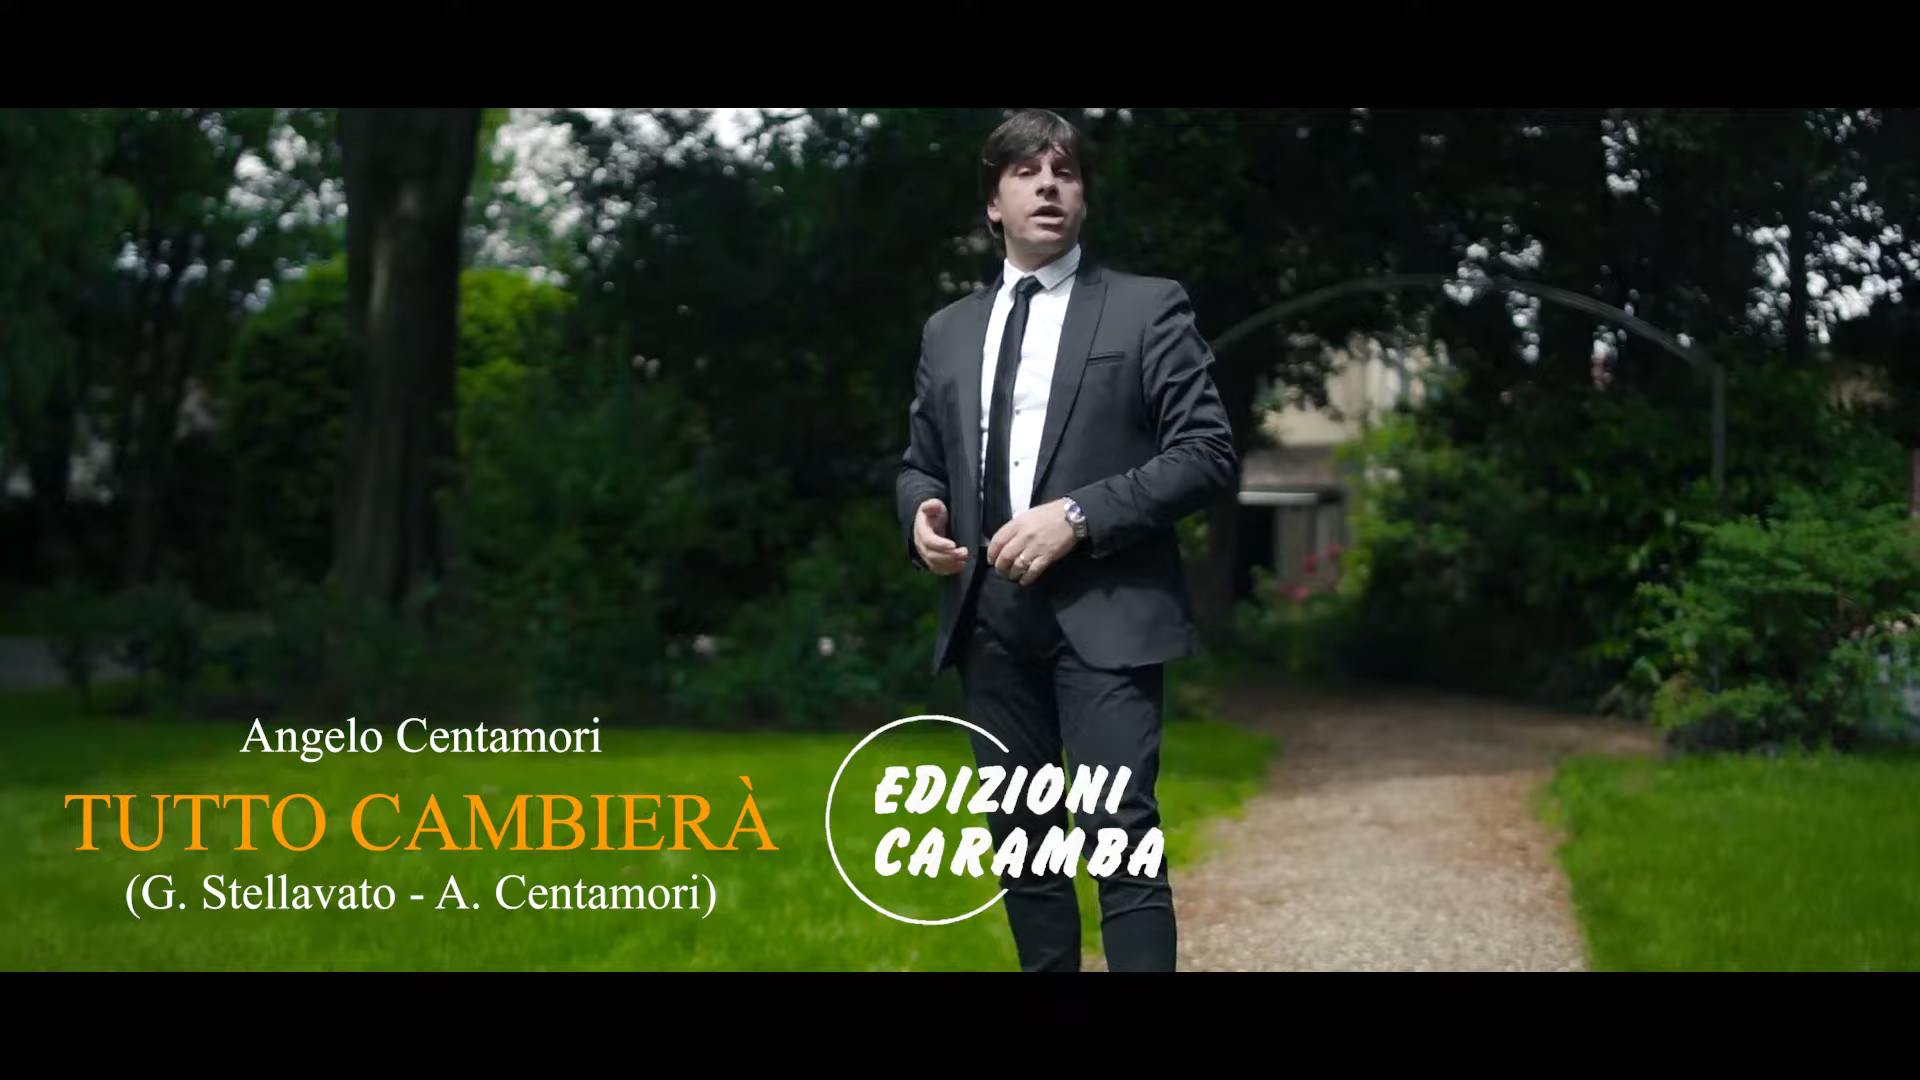 Angelo Centamori
TUTTO CAMBIERÀ
(G. Stellavato - A. Centamori)
EDIZIONI
CARAMBA